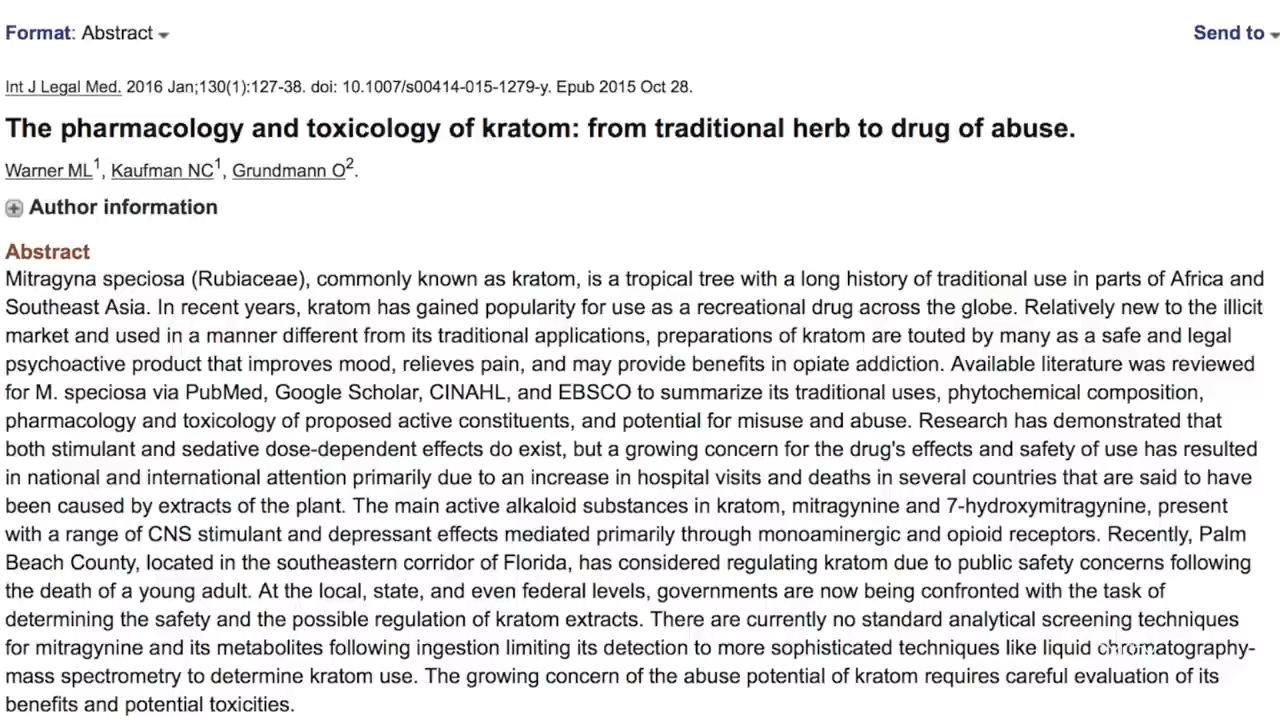 Format: Abstract Send to
Int J Legal Med. 2016 Jan;130(1):127-38. doi: 10.1007/s00414-015-1279-y. Epub 2015 Oct 28.
The pharmacology and toxicology of kratom: from traditional herb to drug of abuse.
Warner ML1, Kaufman NC1, Grundmann O2.
Author information
Abstract
Mitragyna speciosa (Rubiaceae), commonly known as kratom, is a tropical tree with a long history of traditional use in parts of Africa and
Southeast Asia. In recent years, kratom has gained popularity for use as a recreational drug across the globe. Relatively new to the illicit
market and used in a manner different from its traditional applications, preparations of kratom are touted by many as a safe and legal
psychoactive product that improves mood, relieves pain, and may provide benefits in opiate addiction. Available literature was reviewed
for M. speciosa via PubMed, Google Scholar, CINAHL, and EBSCO to summarize its traditional uses, phytochemical composition,
pharmacology and toxicology of proposed active constituents, and potential for misuse and abuse. Research has demonstrated that
both stimulant and sedative dose-dependent effects do exist, but a growing concern for the drug's effects and safety of use has resulted
in national and international attention primarily due to an increase in hospital visits and deaths in several countries that are said to have
been caused by extracts of the plant. The main active alkaloid substances in kratom, mitragynine and 7-hydroxymitragynine, present
with a range of CNS stimulant and depressant effects mediated primarily through monoaminergic and opioid receptors. Recently, Palm
Beach County, located in the southeastern corridor of Florida, has considered regulating kratom due to public safety concerns following
the death of a young adult. At the local, state, and even federal levels, governments are now being confronted with the task of
determining the safety and the possible regulation of kratom extracts. There are currently no standard analytical screening techniques
for mitragynine and its metabolites following ingestion limiting its detection to more sophisticated techniques like liquid chromatography-
mass spectrometry to determine kratom use. The growing concern of the abuse potential of kratom requires careful evaluation of its
benefits and potential toxicities.